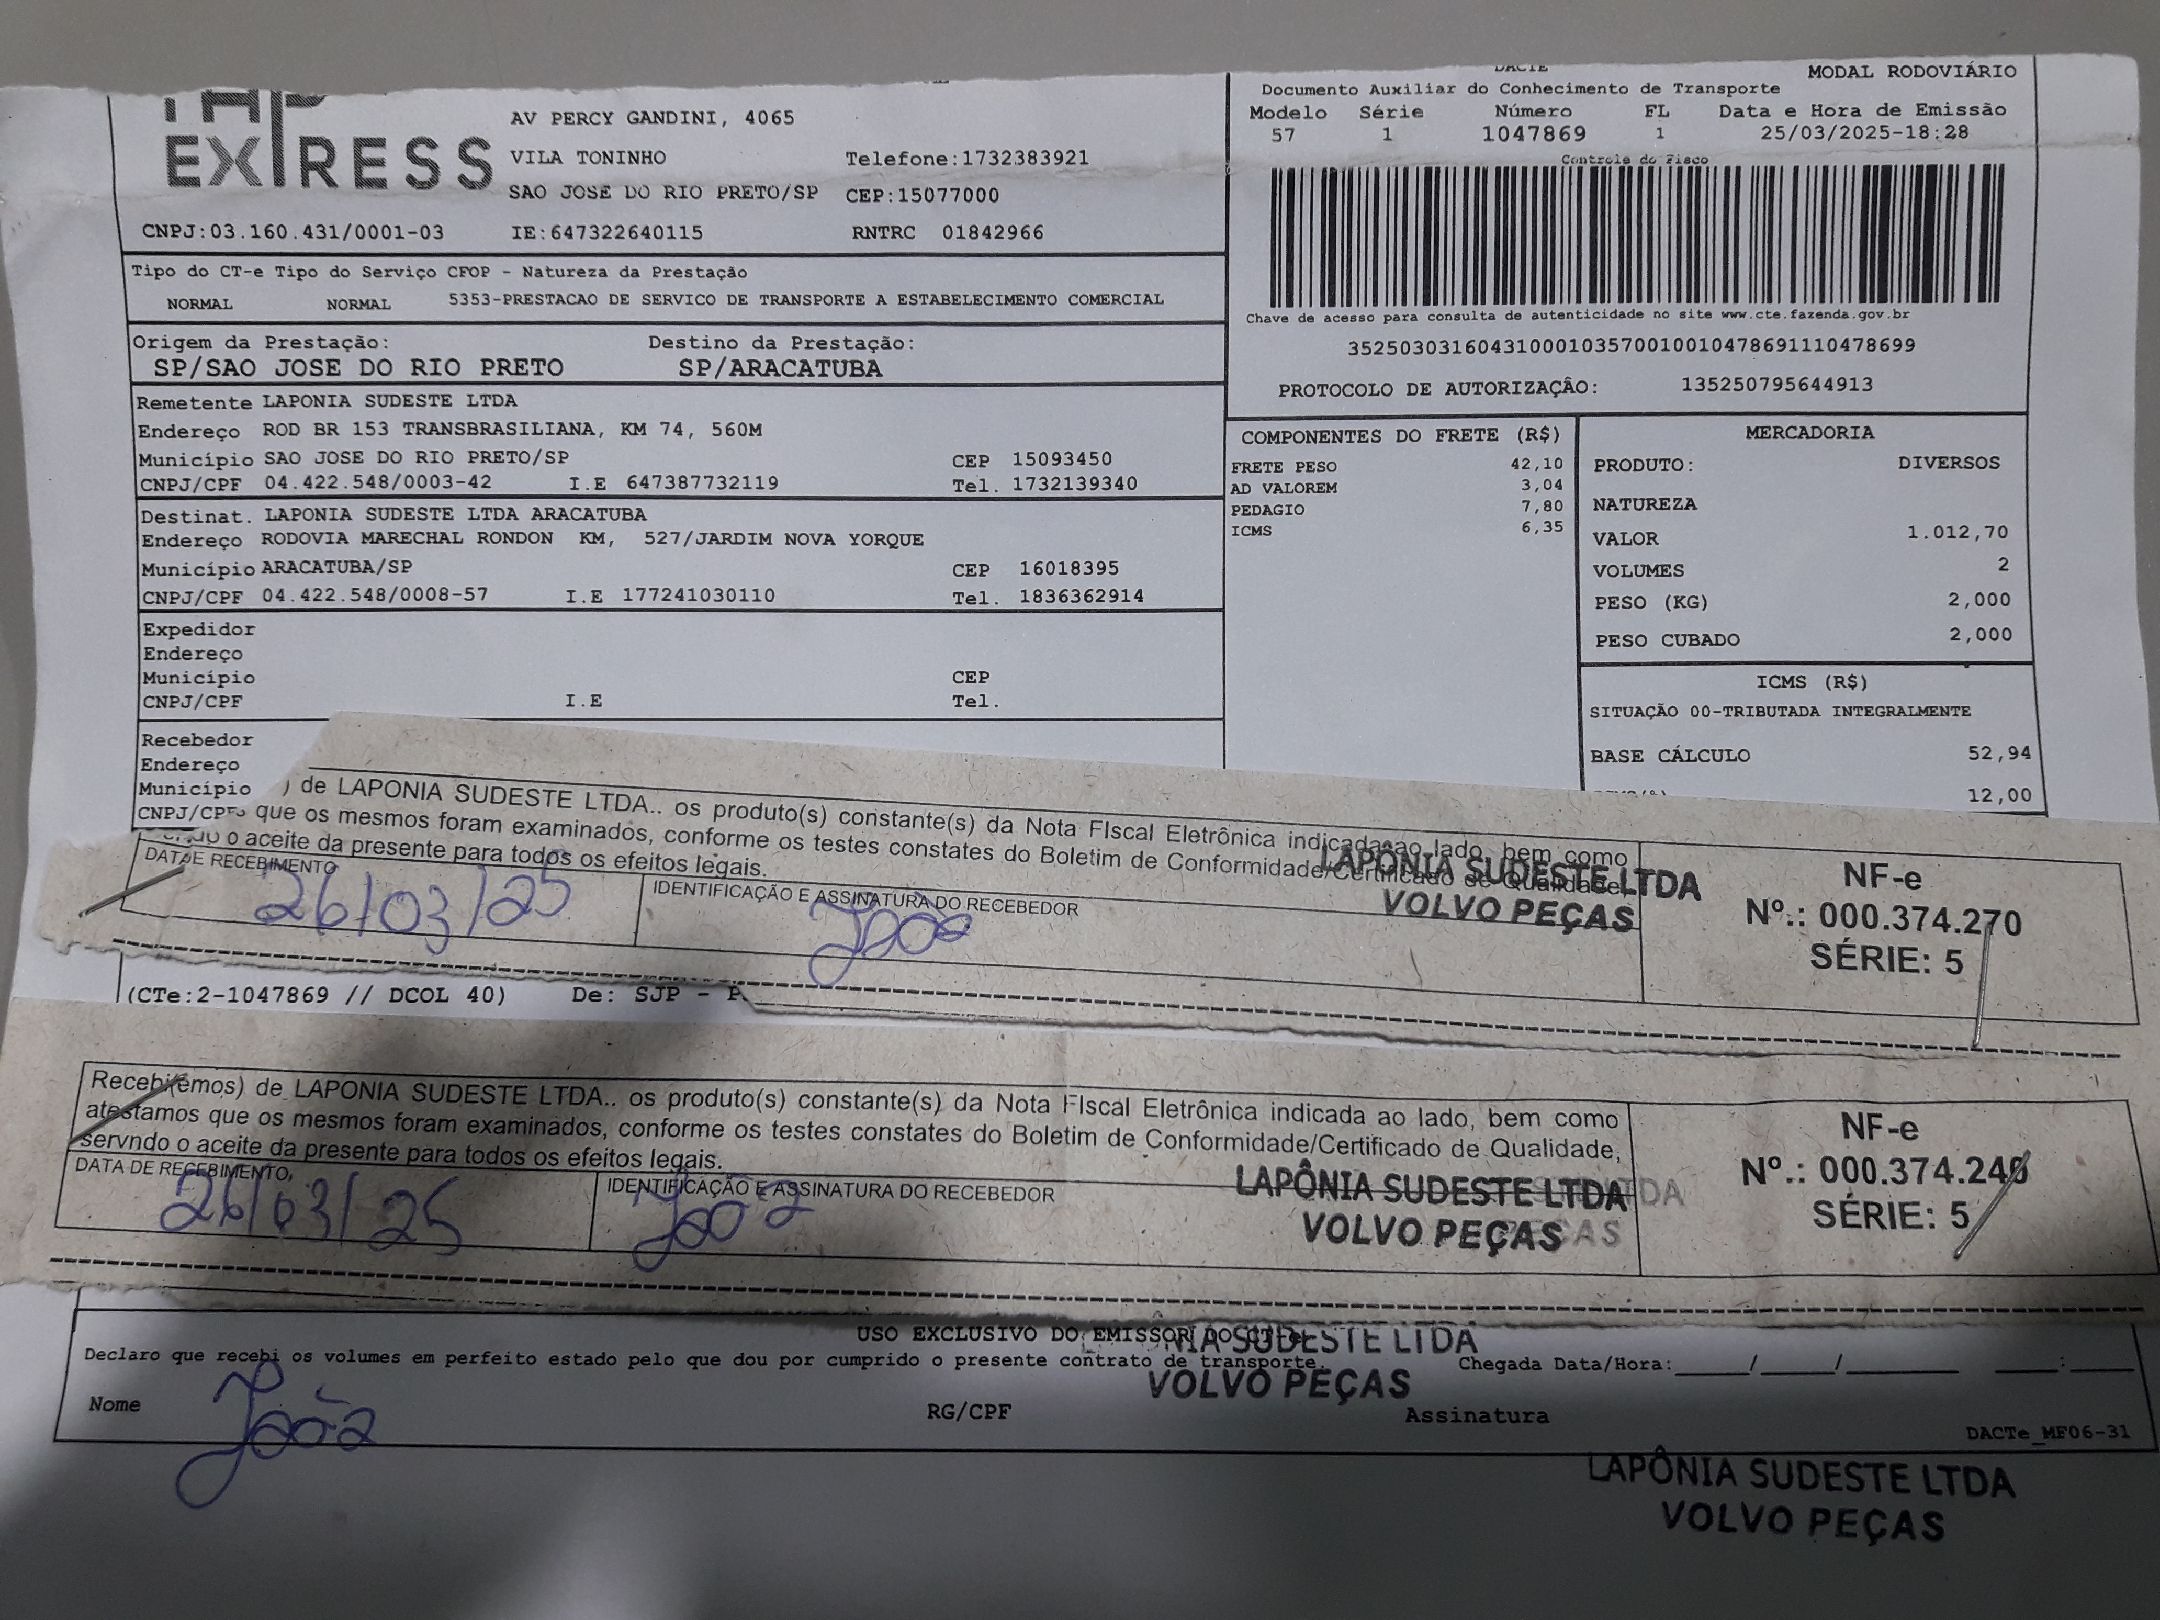 EXPRESS
AV PERCY GANDINI, 4065
VILA TONINHO Telefone:1732383921
SAO JOSE DO RIO PRETO/SP CEP:15077000
CNPJ:03.160.431/0001-03 IE:647322640115 RNTRC 01842966
DACTE MODAL RODOVIÁRIO
Documento Auxiliar do Conhecimento de Transporte
Modelo Série Número FL Data e Hora de Emissão
57 1 1047869 1 25/03/2025-18:28
Controle do Fisco
Chave de acesso para consulta de autenticidade no site www.cte.fazenda.gov.br
35250303160431000103570010010478691110478699
PROTOCOLO DE AUTORIZAÇÂO: 135250795644913
Tipo do CT-e Tipo do Serviço CFOP - Natureza da Prestação
NORMAL NORMAL 5353-PRESTACAO DE SERVICO DE TRANSPORTE A ESTABELECIMENTO COMERCIAL
Origem da Prestação: Destino da Prestação:
SP/SAO JOSE DO RIO PRETO SP/ARACATUBA
Remetente LAPONIA SUDESTE LTDA
Endereço ROD BR 153 TRANSBRASILIANA, KM 74, 560M
Município SAO JOSE DO RIO PRETO/SP CEP 15093450
CNPJ/CPF 04.422.548/0003-42 I.E 647387732119 Tel. 1732139340
Destinat. LAPONIA SUDESTE LTDA ARACATUBA
Endereço RODOVIA MARECHAL RONDON KM, 527/JARDIM NOVA YORQUE
Município ARACATUBA/SP CEP 16018395
CNPJ/CPF 04.422.548/0008-57 I.E 177241030110 Tel. 1836362914
Expedidor
Endereço
Município CEP
CNPJ/CPF I.E Tel.
Recebedor
Endereço
Município
CNPJ/CPF
COMPONENTES DO FRETE (R$)
FRETE PESO 42,10
AD VALOREM 3,04
PEDAGIO 7,80
ICMS 6,35
MERCADORIA
PRODUTO: DIVERSOS
NATUREZA
VALOR 1.012,70
VOLUMES 2
PESO (KG) 2,000
PESO CUBADO 2,000
ICMS (R$)
SITUAÇÃO 00-TRIBUTADA INTEGRALMENTE
BASE CÁLCULO 52,94
12,00
) de LAPONIA SUDESTE LTDA.. os produto(s) constante(s) da Nota FIscal Eletrônica indicada ao lado, bem como
que os mesmos foram examinados, conforme os testes constates do Boletim de Conformidade/Certificado de Qualidade,
o aceite da presente para todos os efeitos legais.
DATA DE RECEBIMENTO IDENTIFICAÇÃO E ASSINATURA DO RECEBEDOR
26/03/25
LAPÔNIA SUDESTE LTDA
VOLVO PEÇAS
NF-e
Nº.: 000.374.270
SÉRIE: 5
(CTe:2-1047869 // DCOL 40) De: SJP -
Recebi(emos) de LAPONIA SUDESTE LTDA.. os produto(s) constante(s) da Nota FIscal Eletrônica indicada ao lado, bem como
atestamos que os mesmos foram examinados, conforme os testes constates do Boletim de Conformidade/Certificado de Qualidade,
servndo o aceite da presente para todos os efeitos legais.
DATA DE RECEBIMENTO, IDENTIFICAÇÃO E ASSINATURA DO RECEBEDOR
26/03/25
LAPÔNIA SUDESTE LTDA
VOLVO PEÇAS
NF-e
Nº.: 000.374.249
SÉRIE: 5
USO EXCLUSIVO DO EMISSOR DO CT-e
Declaro que recebi os volumes em perfeito estado pelo que dou por cumprido o presente contrato de transporte. Chegada Data/Hora:____/____/______ ____:____
NIA SUDESTE LTDA
VOLVO PEÇAS
Nome RG/CPF Assinatura
DACTe_MF06-31
LAPÔNIA SUDESTE LTDA
VOLVO PEÇAS